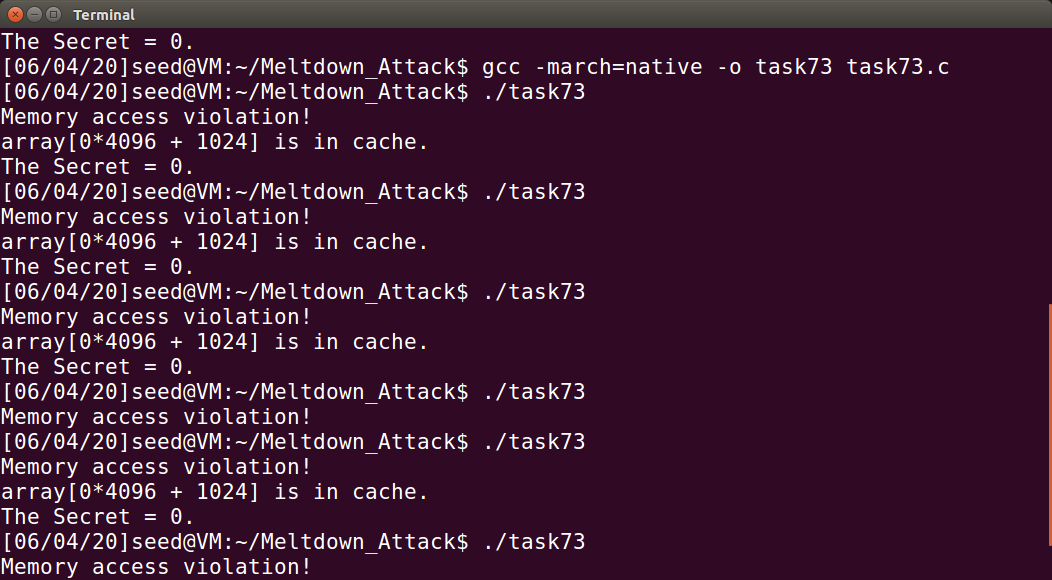 Terminal
The Secret = 0.
[06/04/20]seed@VM:~/Meltdown_Attack$ gcc -march=native -o task73 task73.c
[06/04/20]seed@VM:~/Meltdown_Attack$ ./task73
Memory access violation!
array[0*4096 + 1024] is in cache.
The Secret = 0.
[06/04/20]seed@VM:~/Meltdown_Attack$ ./task73
Memory access violation!
array[0*4096 + 1024] is in cache.
The Secret = 0.
[06/04/20]seed@VM:~/Meltdown_Attack$ ./task73
Memory access violation!
array[0*4096 + 1024] is in cache.
The Secret = 0.
[06/04/20]seed@VM:~/Meltdown_Attack$ ./task73
Memory access violation!
[06/04/20]seed@VM:~/Meltdown_Attack$ ./task73
Memory access violation!
array[0*4096 + 1024] is in cache.
The Secret = 0.
[06/04/20]seed@VM:~/Meltdown_Attack$ ./task73
Memory access violation!